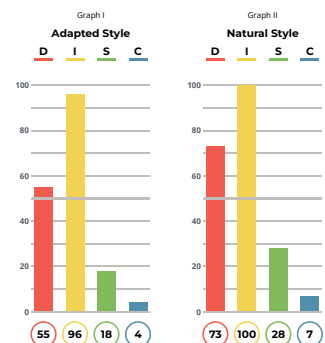 Graph I
Adapted Style
D I S C
100
80
60
40
20
0
55 96 18 4
Graph II
Natural Style
D I S C
100
80
60
40
20
0
73 100 28 7